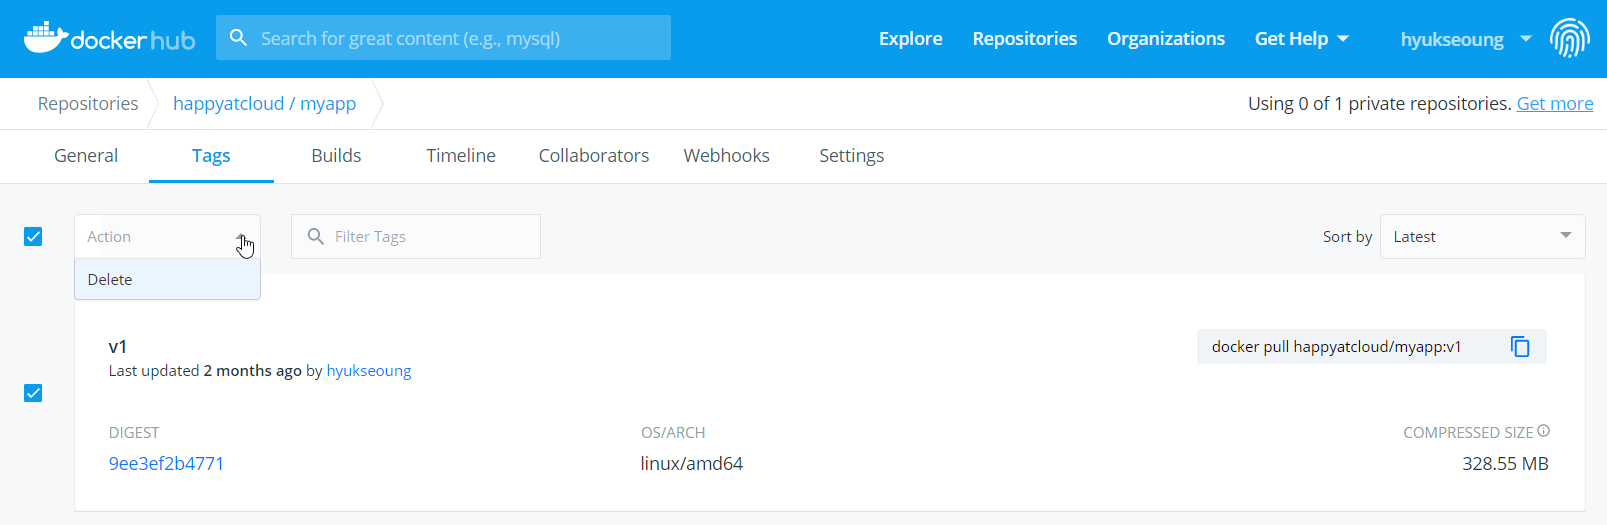 docker hub Search for great content (e.g., mysql) Explore Repositories Organizations Get Help hyukseoung
Repositories happyatcloud / myapp Using 0 of 1 private repositories. Get more
General Tags Builds Timeline Collaborators Webhooks Settings
Action Filter Tags Sort by Latest
Delete
v1 docker pull happyatcloud/myapp:v1
Last updated 2 months ago by hyukseoung
DIGEST OS/ARCH COMPRESSED SIZE
9ee3ef2b4771 linux/amd64 328.55 MB